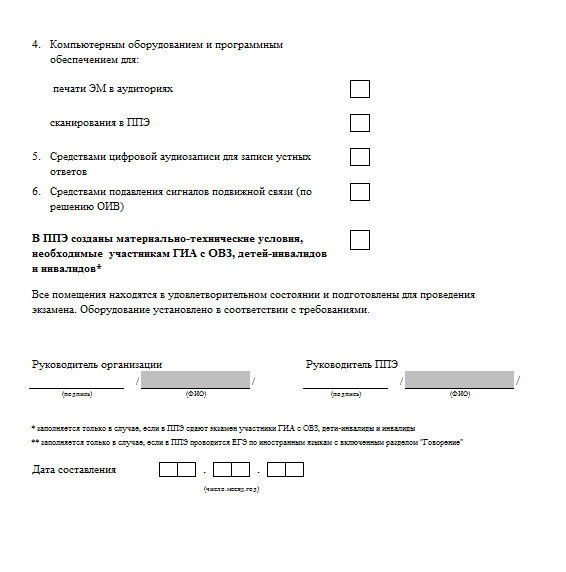 4. Компьютерным оборудованием и программным
обеспечением для:
печати ЭМ в аудиториях
сканирования в ППЭ
5. Средствами цифровой аудиозаписи для записи устных
ответов
6. Средствами подавления сигналов подвижной связи (по
решению ОИВ)
В ППЭ созданы материально-технические условия,
необходимые участникам ГИА с ОВЗ, детей-инвалидов
и инвалидов*
Все помещения находятся в удовлетворительном состоянии и подготовлены для проведения
экзамена. Оборудование установлено в соответствии с требованиями.
Руководитель организации Руководитель ППЭ
/ / / /
(подпись) (ФИО) (подпись) (ФИО)
* заполняется только в случае, если в ППЭ сдают экзамен участники ГИА с ОВЗ, дети-инвалиды и инвалиды
** заполняется только в случае, если в ППЭ проводится ЕГЭ по иностранным языкам с включенным разделом "Говорение"
Дата составления . .
(число.месяц.год)